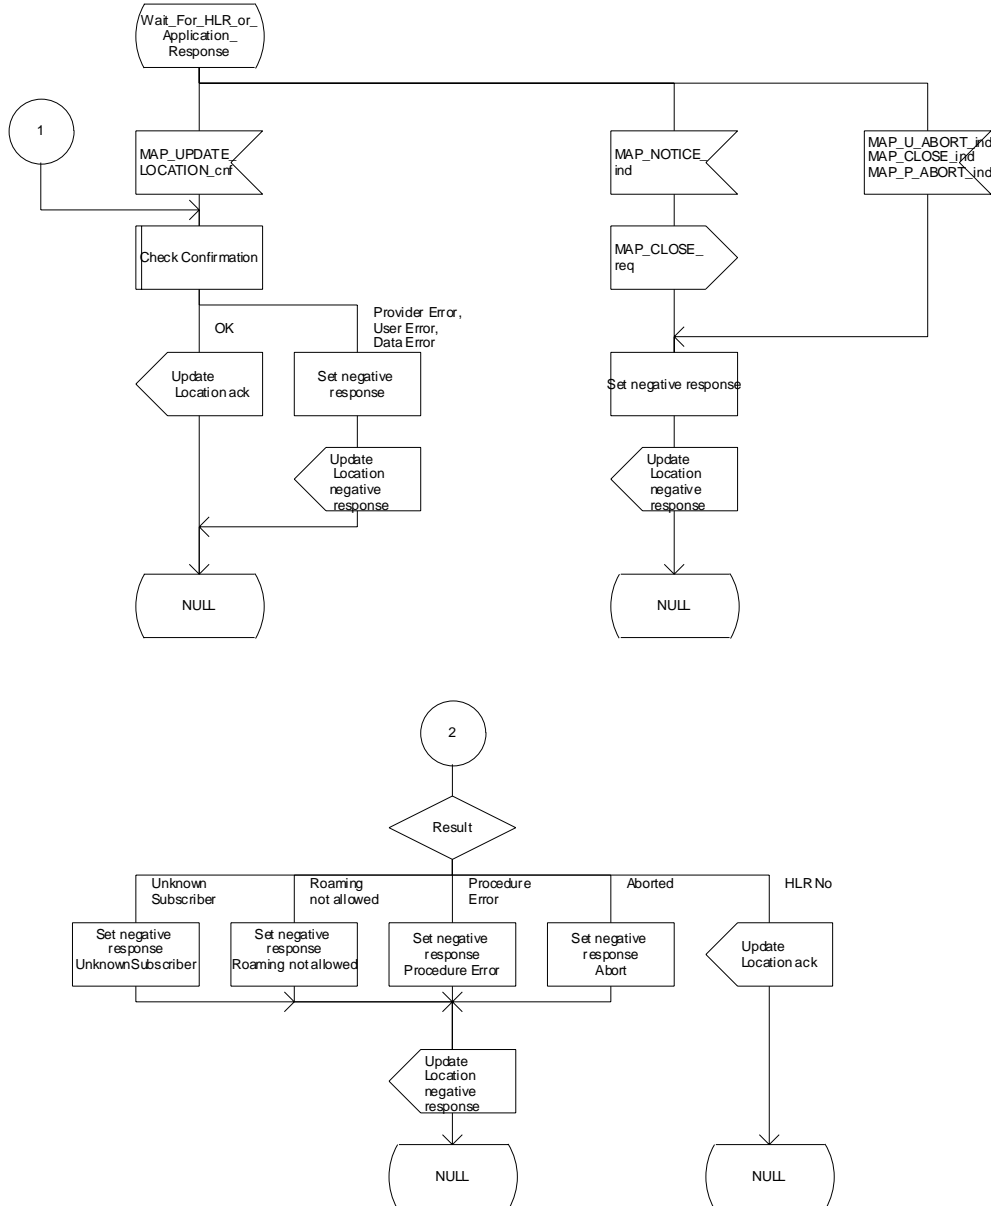 Wait_For_HLR_or_
Application_
Response
1
MAP_UPDATE_
LOCATION_cnf
MAP_NOTICE_
ind
MAP_U_ABORT_ind
MAP_CLOSE_ind
MAP_P_ABORT_ind
Check Confirmation
MAP_CLOSE_
req
OK
Provider Error,
User Error,
Data Error
Update
Location ack
Set negative
response
Set negative response
Update
Location
negative
response
Update
Location
negative
response
NULL
NULL
2
Result
Unknown
Subscriber
Roaming
not allowed
Procedure
Error
Aborted
HLR No
Set negative
response
UnknownSubscriber
Set negative
response
Roaming not allowed
Set negative
response
Procedure Error
Set negative
response
Abort
Update
Location ack
Update
Location
negative
response
NULL
NULL